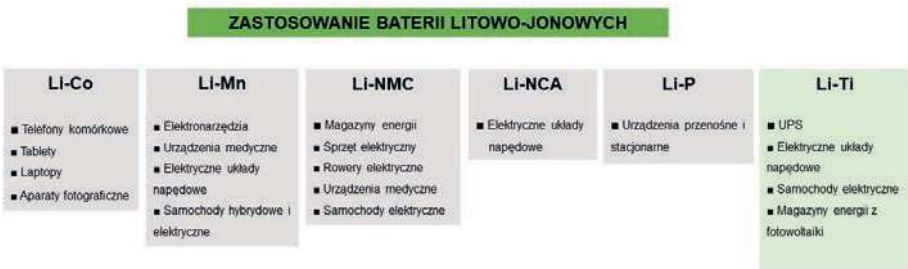 ZASTOSOWANIE BATERII LITOWO-JONOWYCH
Li-Co
■ Telefony komórkowe
■ Tablety
■ Laptopy
■ Aparaty fotograficzne
Li-Mn
■ Elektronarzędzia
■ Urządzenia medyczne
■ Elektryczne układy
napędowe
■ Samochody hybrydowe i
elektryczne
Li-NMC
■ Magazyny energii
■ Sprzęt elektryczny
■ Rowery elektryczne
■ Urządzenia medyczne
■ Samochody elektryczne
Li-NCA
■ Elektryczne układy
napędowe
Li-P
■ Urządzenia przenośne i
stacjonarne
Li-Ti
■ UPS
■ Elektryczne układy
napędowe
■ Samochody elektryczne
■ Magazyny energii z
fotowoltaiki